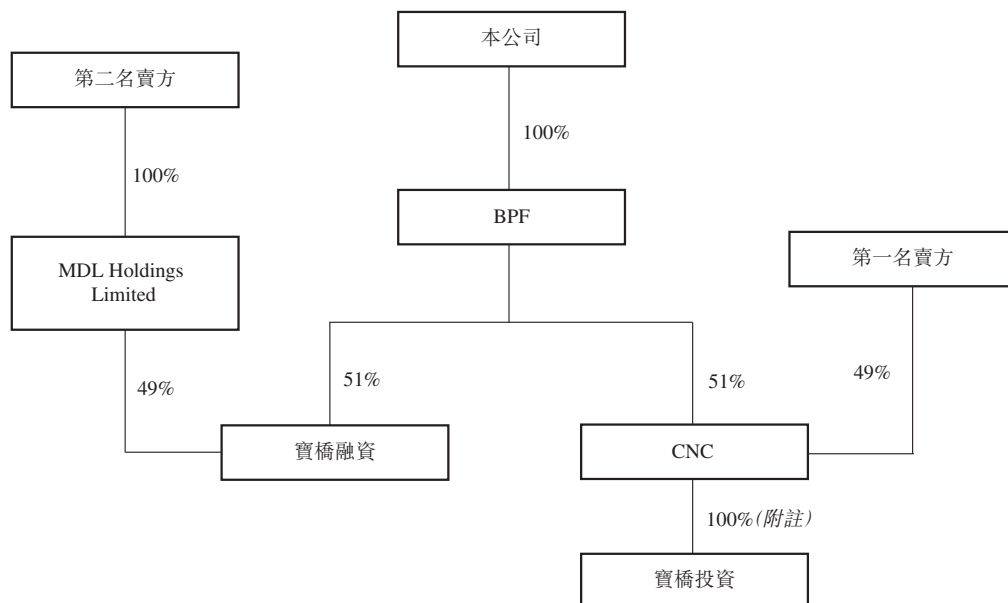 本公司
第二名賣方
100%
100%
BPF
MDL Holdings
Limited
第一名賣方
49%
51%
51%
49%
寶橋融資
CNC
100%(附註)
寶橋投資